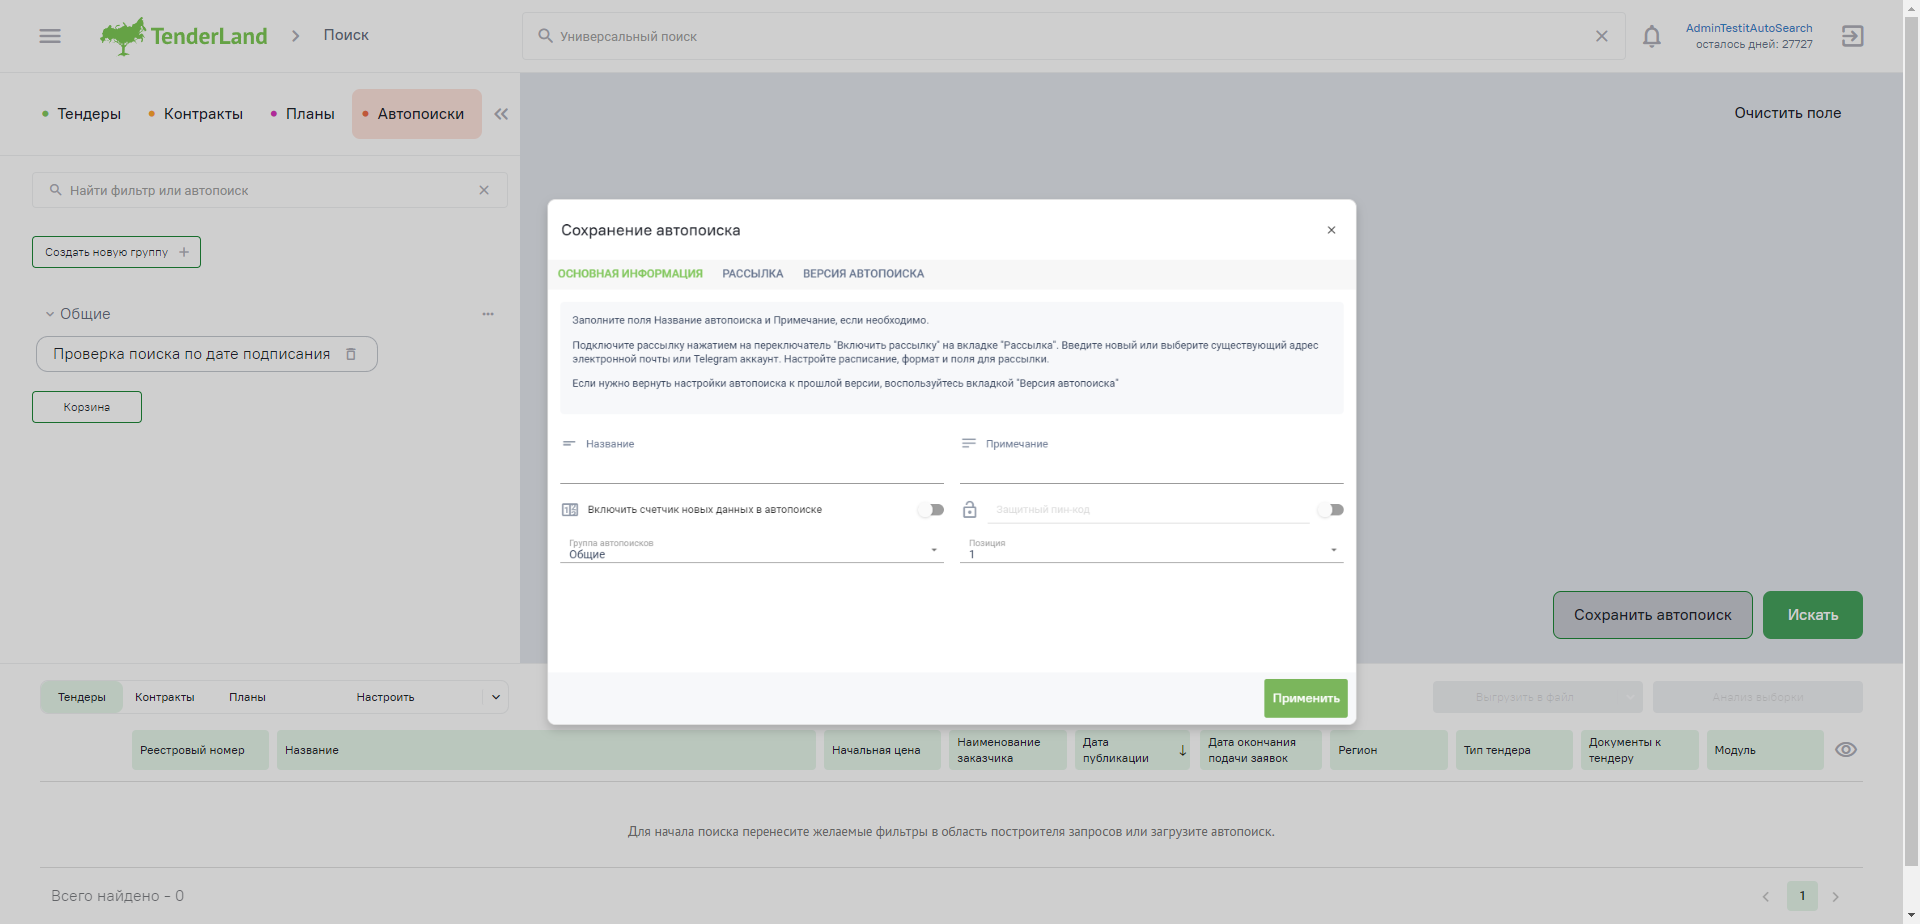 TenderLand
Поиск
Универсальный поиск
AdminTestitAutoSearch
осталось дней: 27727
Тендеры
Контракты
Планы
Автопоиски
Очистить поле
Найти фильтр или автопоиск
Создать новую группу
Общие
Проверка поиска по дате подписания
Корзина
Сохранение автопоиска
ОСНОВНАЯ ИНФОРМАЦИЯ
РАССЫЛКА
ВЕРСИЯ АВТОПОИСКА
Заполните поля Название автопоиска и Примечание, если необходимо.
Подключите рассылку нажатием на переключатель "Включить рассылку" на вкладке "Рассылка". Введите новый или выберите существующий адрес
электронной почты или Telegram аккаунт. Настройте расписание, формат и поля для рассылки.
Если нужно вернуть настройки автопоиска к прошлой версии, воспользуйтесь вкладкой "Версия автопоиска"
Название
Примечание
Включить счетчик новых данных в автопоиске
Защитный пин-код
Группа автопоисков
Общие
Позиция
1
Применить
Сохранить автопоиск
Искать
Тендеры
Контракты
Планы
Настроить
Выгрузить в файл
Анализ выборки
Реестровый номер
Название
Начальная цена
Наименование
заказчика
Дата
публикации
Дата окончания
подачи заявок
Регион
Тип тендера
Документы к
тендеру
Модуль
Для начала поиска перенесите желаемые фильтры в область построителя запросов или загрузите автопоиск.
Всего найдено - 0
1